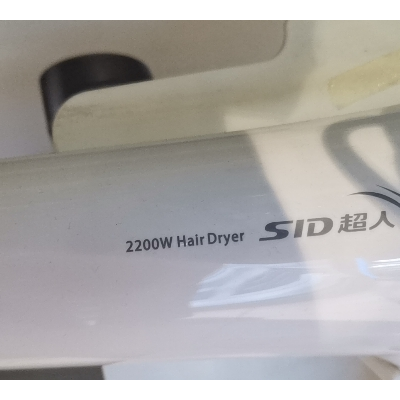 2200W Hair Dryer SID 超人